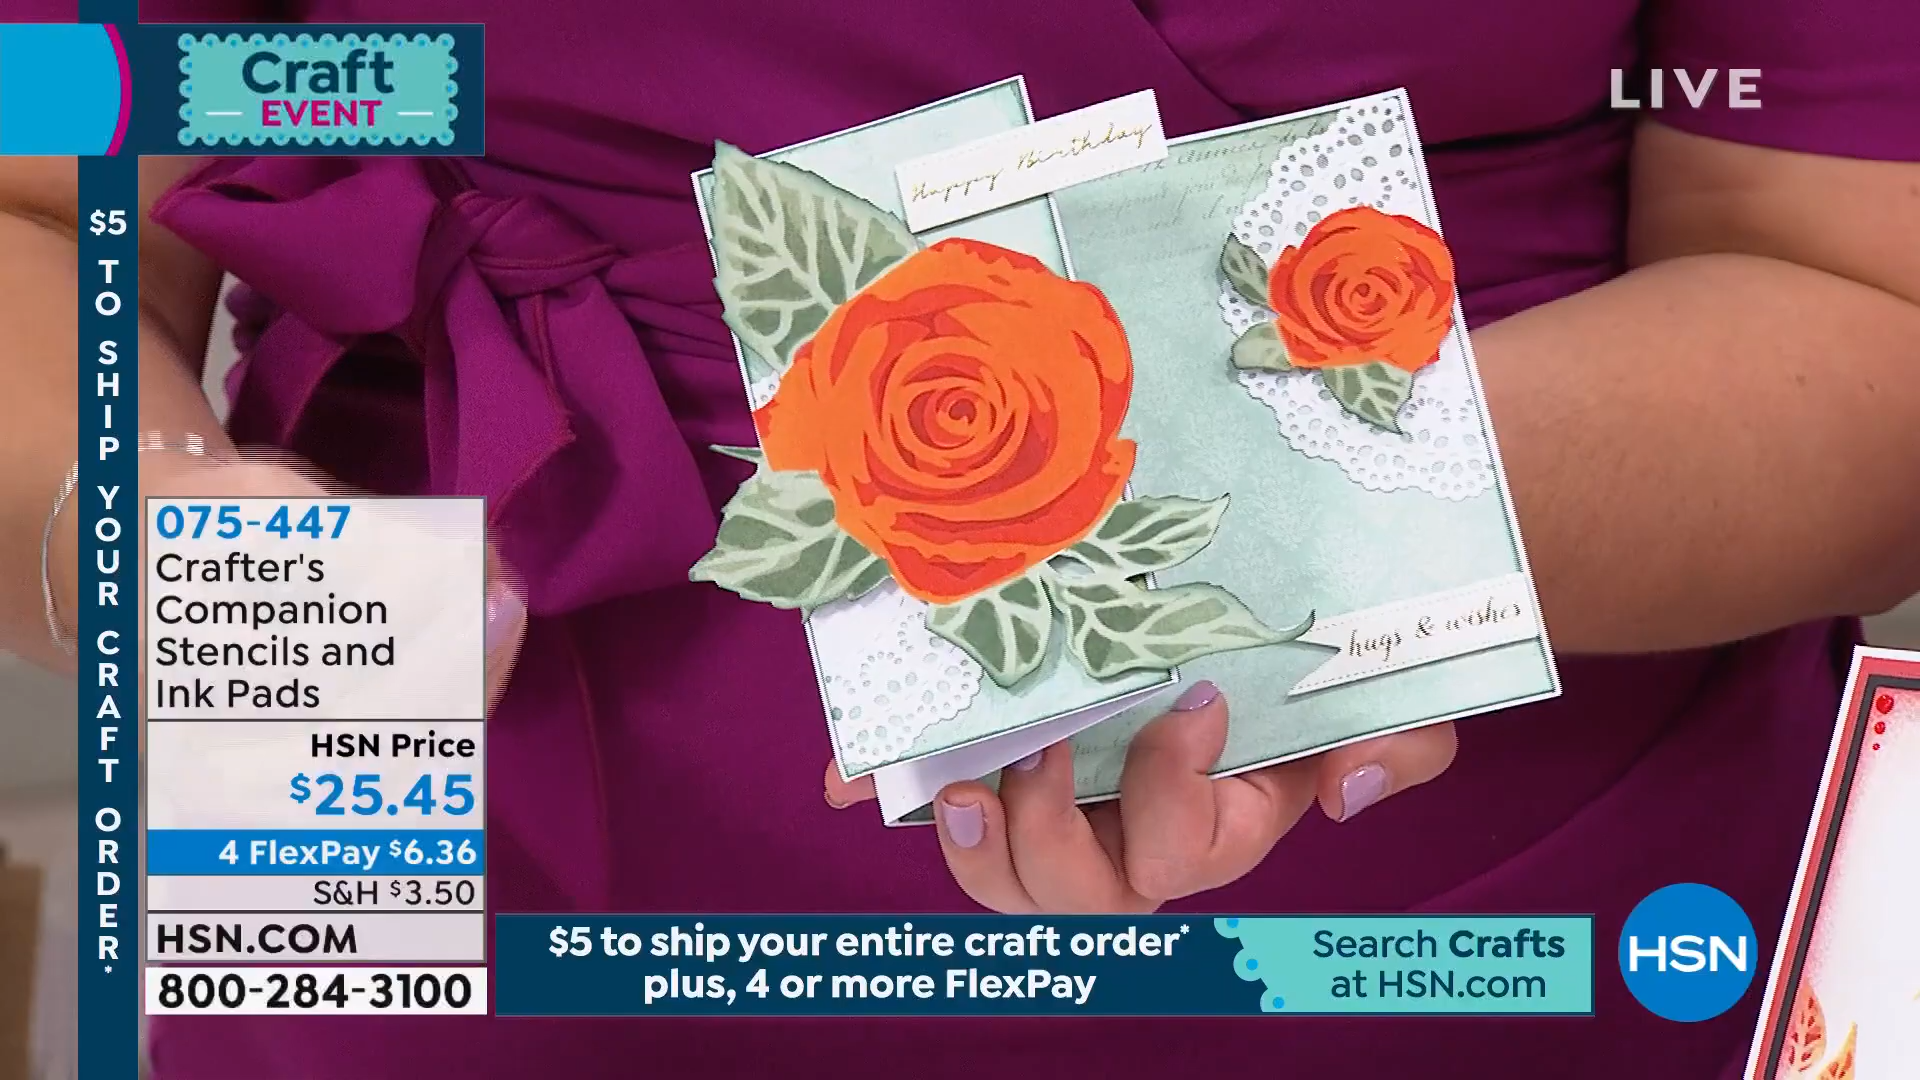 Craft
EVENT
LIVE
$5 TO SHIP YOUR CRAFT ORDER*
Happy Birthday
hugs & wishes
075-447
Crafter's
Companion
Stencils and
Ink Pads
HSN Price
$25.45
4 FlexPay $6.36
S&H $3.50
HSN.COM
800-284-3100
$5 to ship your entire craft order*
plus, 4 or more FlexPay
Search Crafts
at HSN.com
HSN